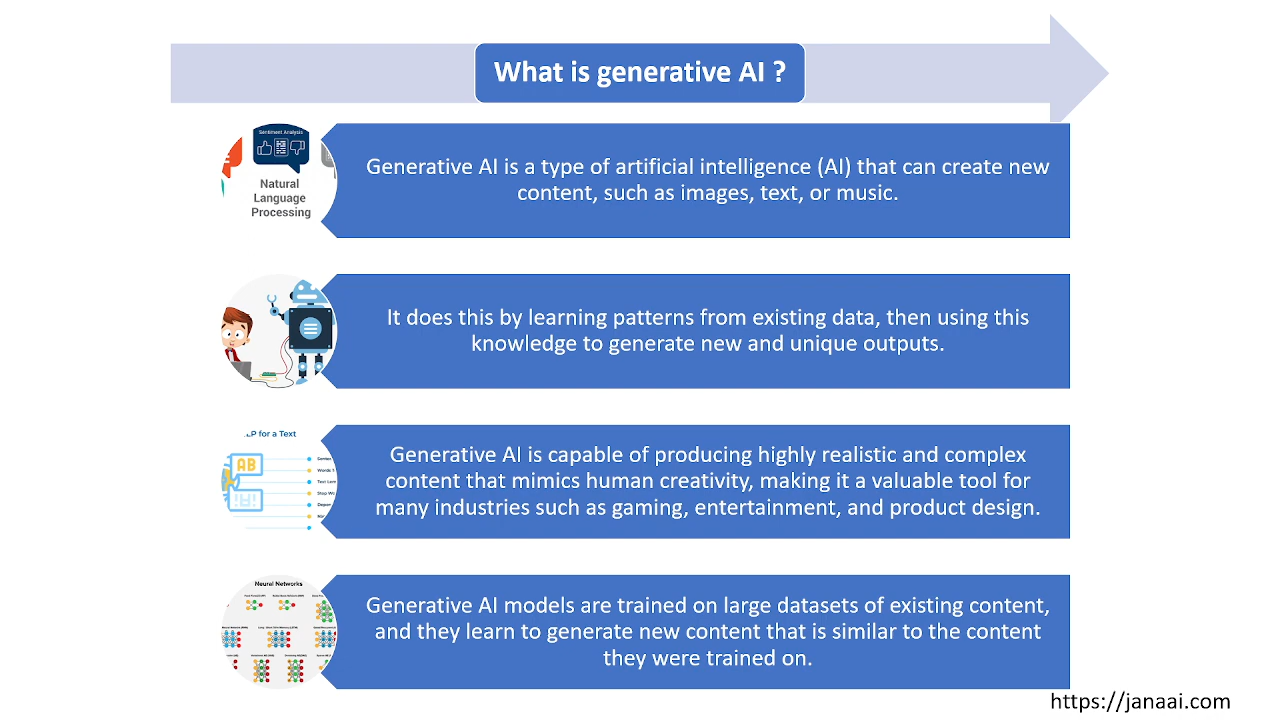 What is generative AI ?
Sentiment Analysis
Natural
Language
Processing
Generative AI is a type of artificial intelligence (AI) that can create new
content, such as images, text, or music.
It does this by learning patterns from existing data, then using this
knowledge to generate new and unique outputs.
for a Text
AB
Generative AI is capable of producing highly realistic and complex
content that mimics human creativity, making it a valuable tool for
many industries such as gaming, entertainment, and product design.
Neural Networks
Generative AI models are trained on large datasets of existing content,
and they learn to generate new content that is similar to the content
they were trained on.
https://janaai.com